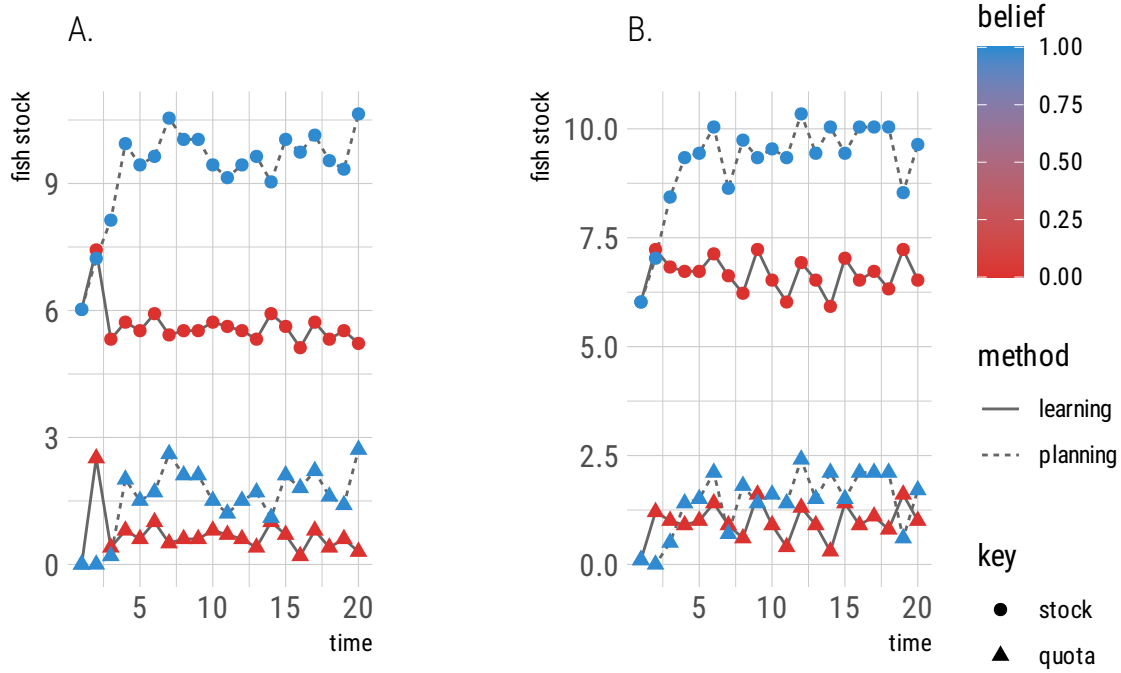 A.
fish stock
9
6
3
0
5 10 15 20
time
B.
fish stock
10.0
7.5
5.0
2.5
0.0
5 10 15 20
time
belief
1.00
0.75
0.50
0.25
0.00
method
learning
planning
key
stock
quota